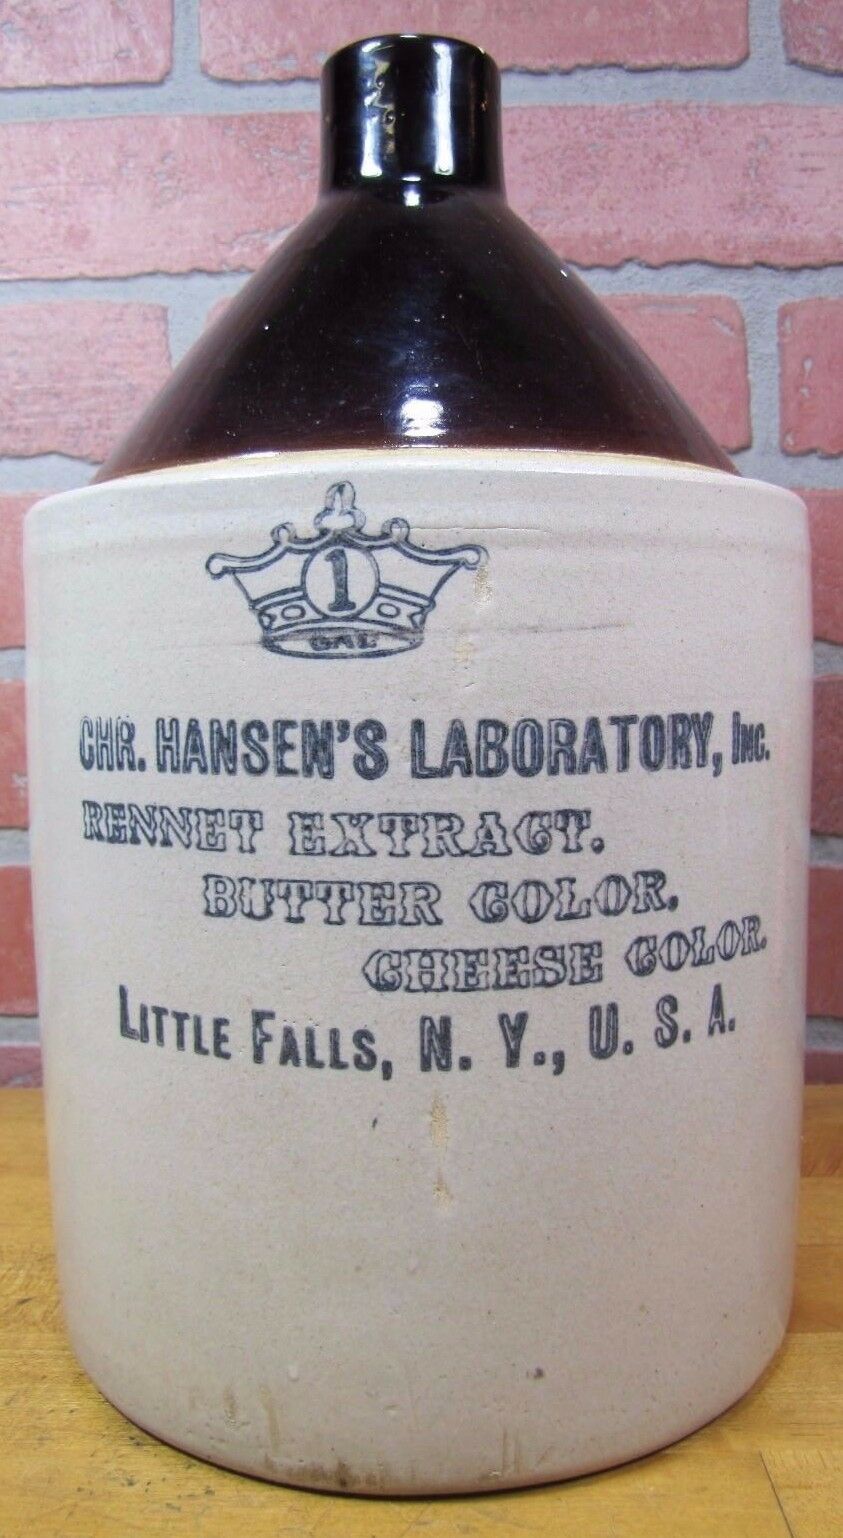 1
GAL
CHR. HANSEN'S LABORATORY, INC.
RENNET EXTRACT.
BUTTER COLOR.
CHEESE COLOR.
LITTLE FALLS, N. Y., U. S. A.